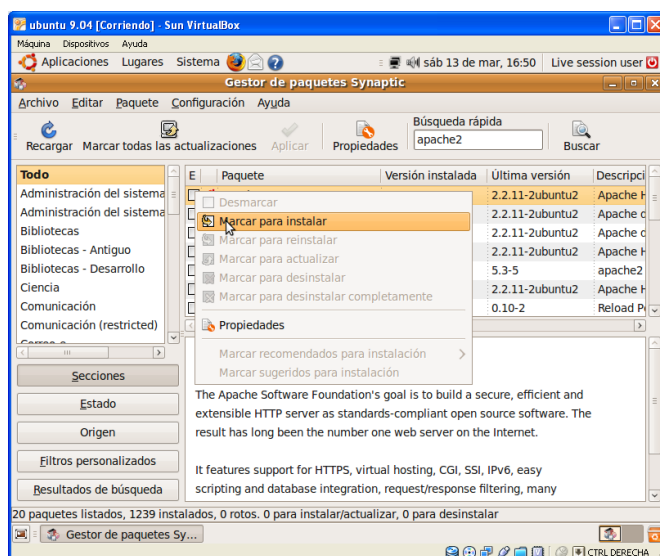 ubuntu 9.04 [Corriendo] - Sun VirtualBox
Máquina Dispositivos Ayuda
Aplicaciones Lugares Sistema sáb 13 de mar, 16:50 Live session user
Gestor de paquetes Synaptic
Archivo Editar Paquete Configuración Ayuda
Búsqueda rápida
apache2
Recargar Marcar todas las actualizaciones Aplicar Propiedades Buscar
Todo
Administración del sistema
Administración del sistema
Bibliotecas
Bibliotecas - Antiguo
Bibliotecas - Desarrollo
Ciencia
Comunicación
Comunicación (restricted)
E Paquete Versión instalada Última versión Descripci
2.2.11-2ubuntu2 Apache H
2.2.11-2ubuntu2 Apache c
2.2.11-2ubuntu2 Apache c
5.3-5 apache2
2.2.11-2ubuntu2 Apache H
0.10-2 Reload P
Desmarcar
Marcar para instalar
Marcar para reinstalar
Marcar para actualizar
Marcar para desinstalar
Marcar para desinstalar completamente
Propiedades
Marcar recomendados para instalación
Marcar sugeridos para instalación
Secciones
Estado
Origen
Filtros personalizados
Resultados de búsqueda
The Apache Software Foundation's goal is to build a secure, efficient and
extensible HTTP server as standards-compliant open source software. The
result has long been the number one web server on the Internet.
It features support for HTTPS, virtual hosting, CGI, SSI, IPv6, easy
scripting and database integration, request/response filtering, many
20 paquetes listados, 1239 instalados, 0 rotos. 0 para instalar/actualizar, 0 para desinstalar
Gestor de paquetes Sy...
CTRL DERECHA